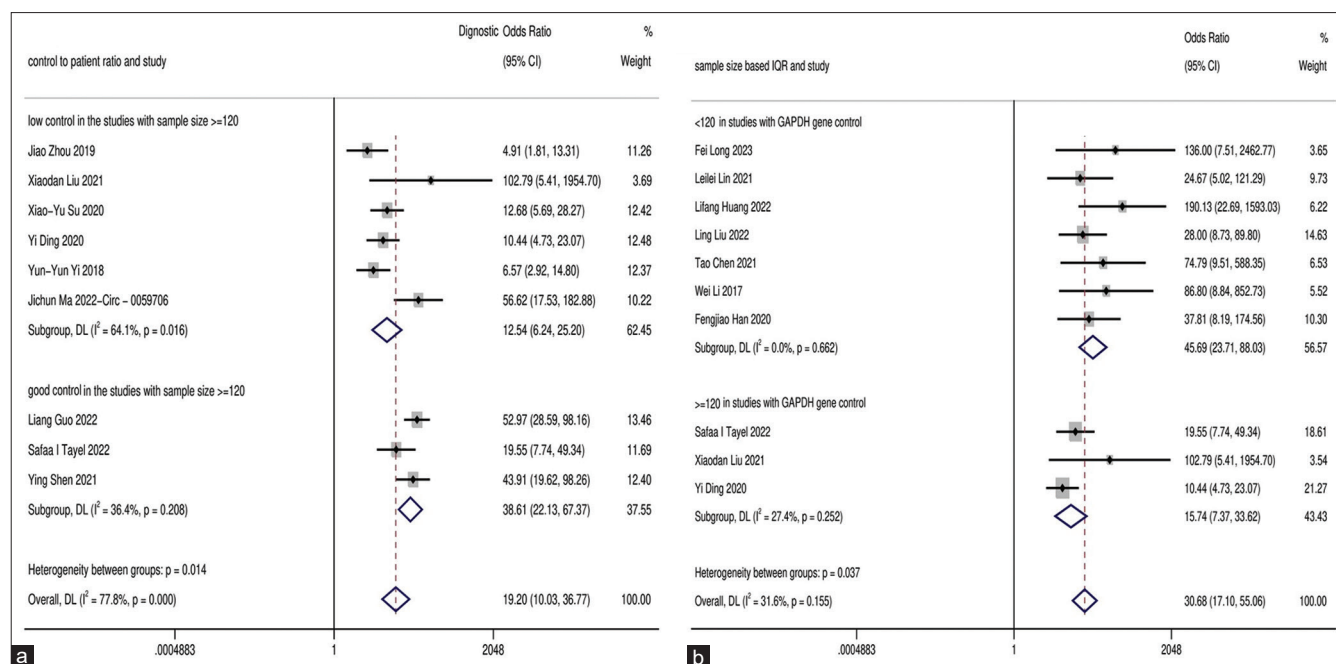 Dignostic Odds Ratio %
control to patient ratio and study (95% CI) Weight
low control in the studies with sample size >=120
Jiao Zhou 2019 4.91 (1.81, 13.31) 11.26
Xiaodan Liu 2021 102.79 (5.41, 1954.70) 3.69
Xiao-Yu Su 2020 12.68 (5.69, 28.27) 12.42
Yi Ding 2020 10.44 (4.73, 23.07) 12.48
Yun-Yun Yi 2018 6.57 (2.92, 14.80) 12.37
Jichun Ma 2022-Circ - 0059706 56.62 (17.53, 182.88) 10.22
Subgroup, DL (I² = 64.1%, p = 0.016) 12.54 (6.24, 25.20) 62.45
good control in the studies with sample size >=120
Liang Guo 2022 52.97 (28.59, 98.16) 13.46
Safaa I Tayel 2022 19.55 (7.74, 49.34) 11.69
Ying Shen 2021 43.91 (19.62, 98.26) 12.40
Subgroup, DL (I² = 36.4%, p = 0.208) 38.61 (22.13, 67.37) 37.55
Heterogeneity between groups: p = 0.014
Overall, DL (I² = 77.8%, p = 0.000) 19.20 (10.03, 36.77) 100.00
.0004883 1 2048
a
Odds Ratio %
sample size based IQR and study (95% CI) Weight
<120 in studies with GAPDH gene control
Fei Long 2023 136.00 (7.51, 2462.77) 3.65
Leilei Lin 2021 24.67 (5.02, 121.29) 9.73
Lifang Huang 2022 190.13 (22.69, 1593.03) 6.22
Ling Liu 2022 28.00 (8.73, 89.80) 14.63
Tao Chen 2021 74.79 (9.51, 588.35) 6.53
Wei Li 2017 86.80 (8.84, 852.73) 5.52
Fengjiao Han 2020 37.81 (8.19, 174.56) 10.30
Subgroup, DL (I² = 0.0%, p = 0.662) 45.69 (23.71, 88.03) 56.57
>=120 in studies with GAPDH gene control
Safaa I Tayel 2022 19.55 (7.74, 49.34) 18.61
Xiaodan Liu 2021 102.79 (5.41, 1954.70) 3.54
Yi Ding 2020 10.44 (4.73, 23.07) 21.27
Subgroup, DL (I² = 27.4%, p = 0.252) 15.74 (7.37, 33.62) 43.43
Heterogeneity between groups: p = 0.037
Overall, DL (I² = 31.6%, p = 0.155) 30.68 (17.10, 55.06) 100.00
.0004883 1 2048
b